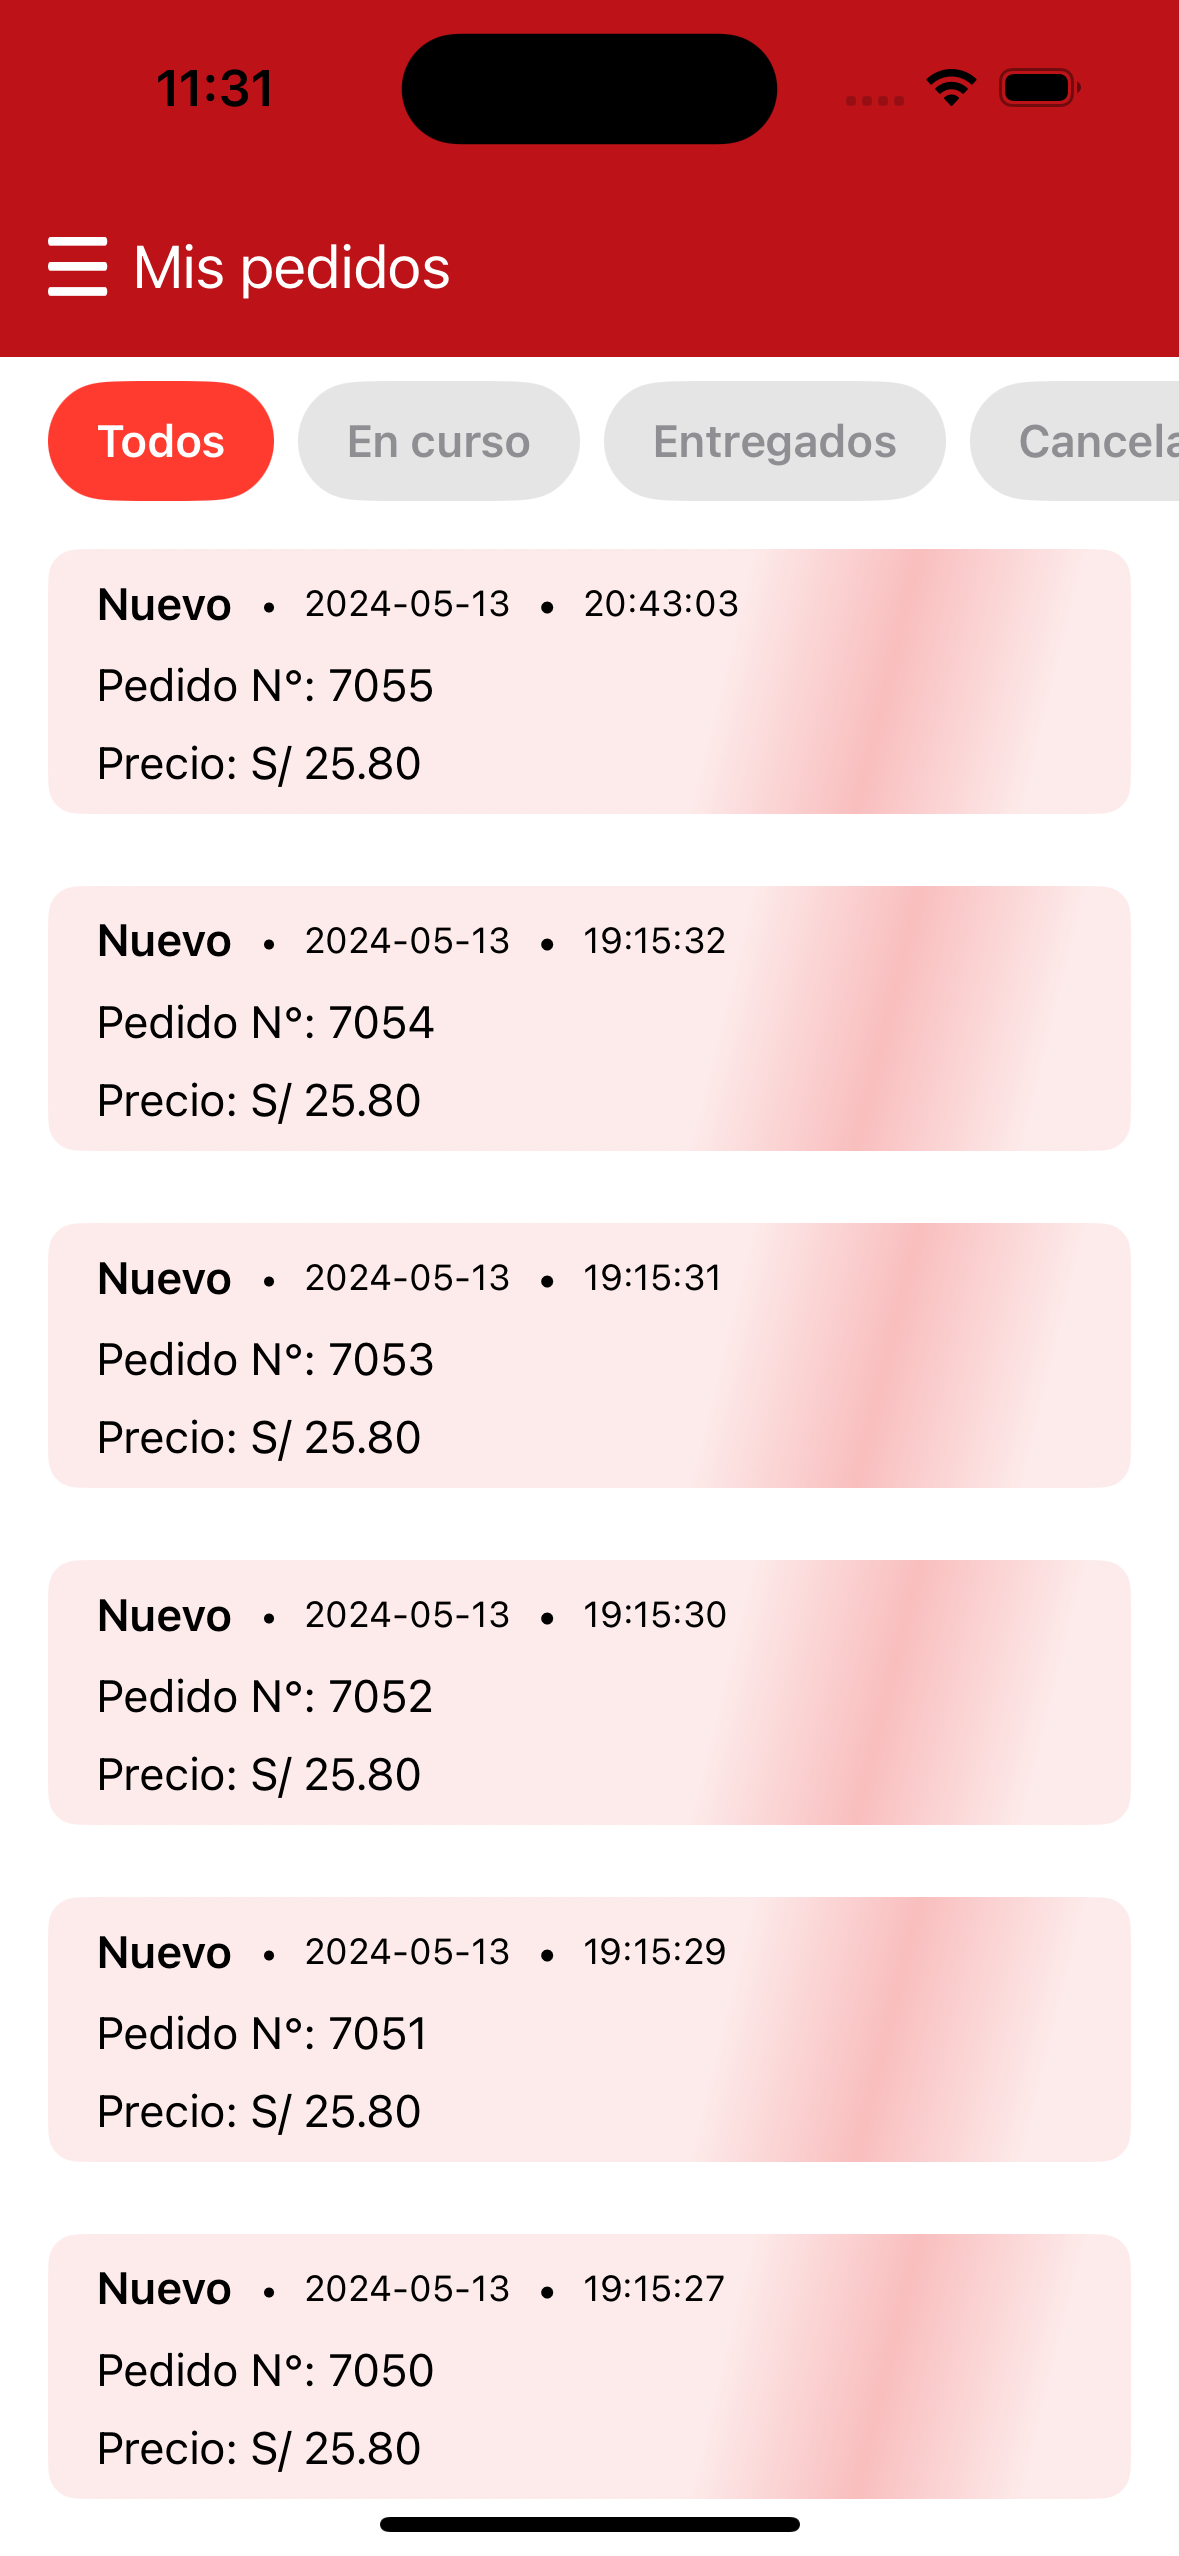 11:31
Mis pedidos
Todos En curso Entregados Cancela
Nuevo • 2024-05-13 • 20:43:03
Pedido N°: 7055
Precio: S/ 25.80
Nuevo • 2024-05-13 • 19:15:32
Pedido N°: 7054
Precio: S/ 25.80
Nuevo • 2024-05-13 • 19:15:31
Pedido N°: 7053
Precio: S/ 25.80
Nuevo • 2024-05-13 • 19:15:30
Pedido N°: 7052
Precio: S/ 25.80
Nuevo • 2024-05-13 • 19:15:29
Pedido N°: 7051
Precio: S/ 25.80
Nuevo • 2024-05-13 • 19:15:27
Pedido N°: 7050
Precio: S/ 25.80